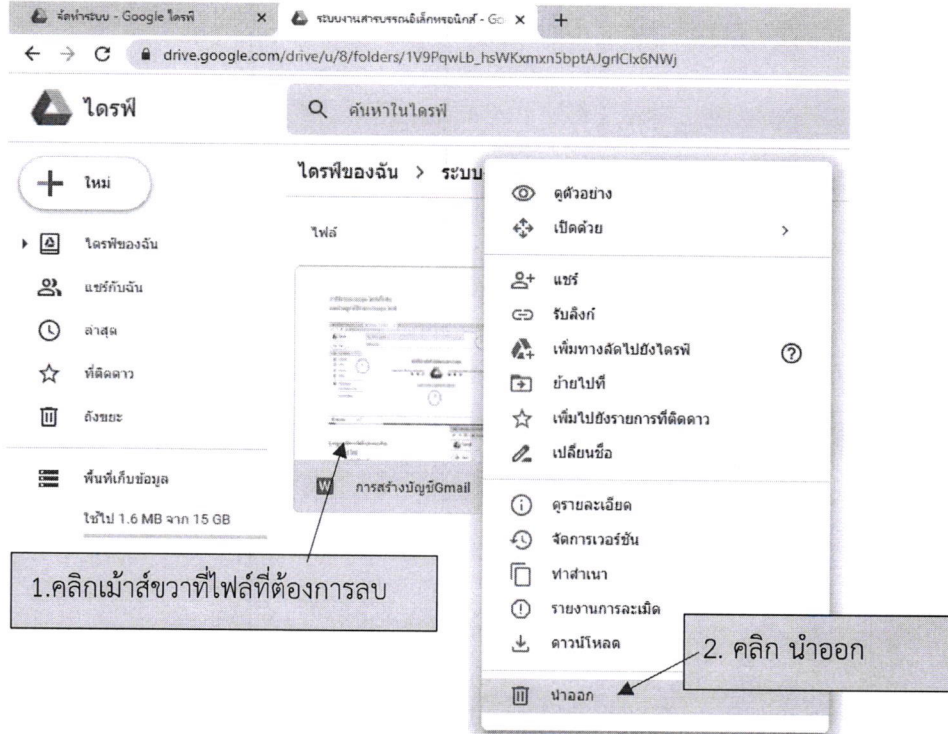 จัดทำระบบ - Google ไดรฟ์
ระบบงานสารบรรณอิเล็กทรอนิกส์ - Go
drive.google.com/drive/u/8/folders/1V9PqwLb_hsWKxmxn5bptAJgrlClx6NWj
ไดรฟ์
ค้นหาในไดรฟ์
ใหม่
ไดรฟ์ของฉัน
แชร์กับฉัน
ล่าสุด
ที่ติดดาว
ถังขยะ
พื้นที่เก็บข้อมูล
ใช้ไป 1.6 MB จาก 15 GB
ไดรฟ์ของฉัน > ระบบ
ไฟล์
W การสร้างบัญชีGmail
ดูตัวอย่าง
เปิดด้วย
แชร์
รับลิงก์
เพิ่มทางลัดไปยังไดรฟ์
ย้ายไปที่
เพิ่มไปยังรายการที่ติดดาว
เปลี่ยนชื่อ
ดูรายละเอียด
จัดการเวอร์ชัน
ทำสำเนา
รายงานการละเมิด
ดาวน์โหลด
นำออก
1.คลิกเม้าส์ขวาที่ไฟล์ที่ต้องการลบ
2. คลิก นำออก